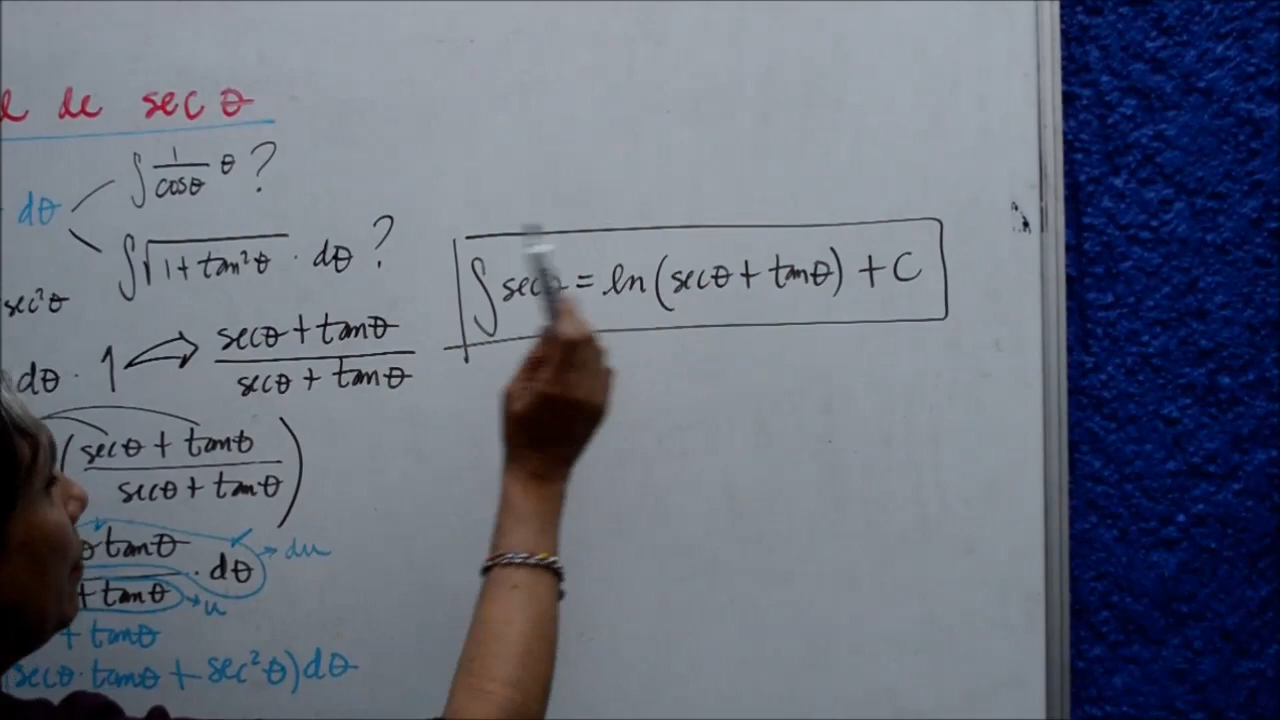 de sec θ
dθ
∫ 1/cosθ θ ?
∫ √(1 + tan²θ) · dθ ?
sec²θ
dθ · 1 ⇒ (secθ + tanθ)/(secθ + tanθ)
((secθ + tanθ)/(secθ + tanθ))
θ tanθ · dθ → du
+ tanθ → u
+ tanθ
(secθ · tanθ + sec²θ)dθ
∫ secθ = ln(secθ + tanθ) + C